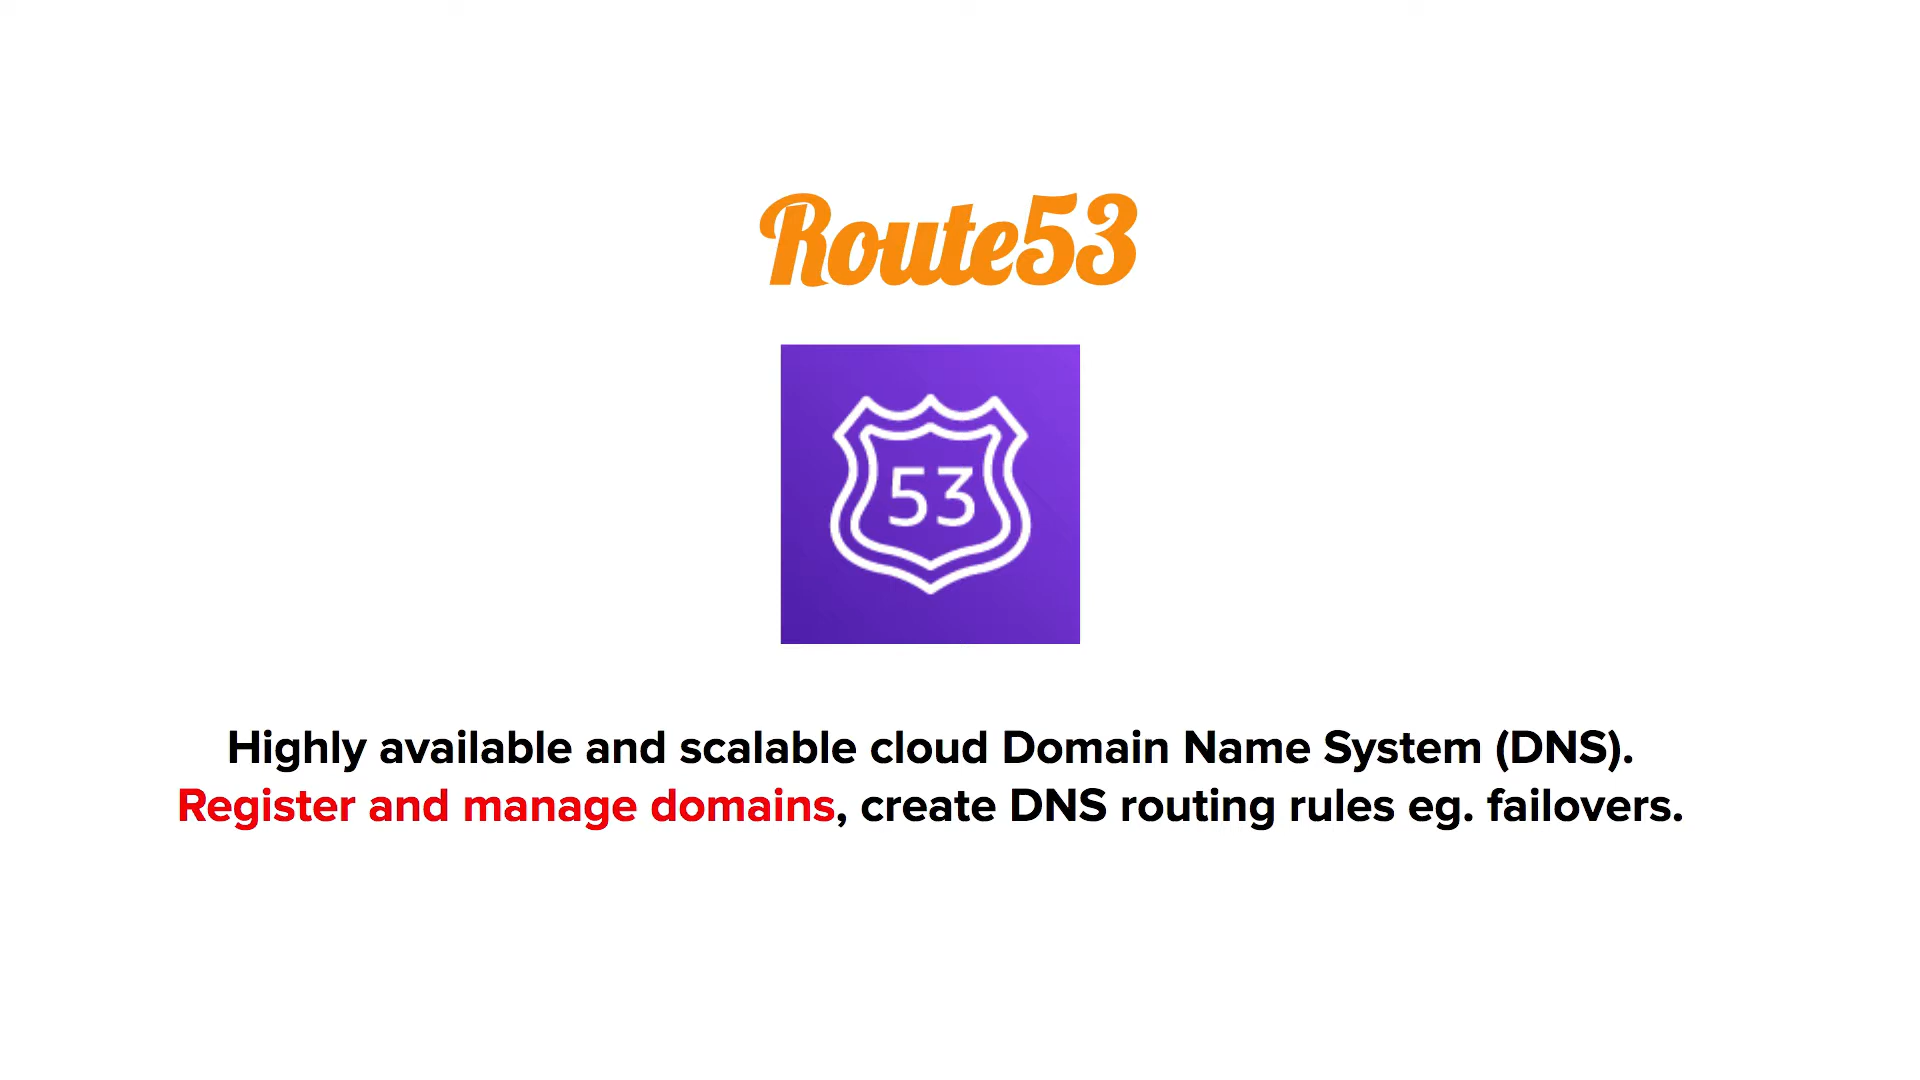 Route53
53
Highly available and scalable cloud Domain Name System (DNS).
Register and manage domains, create DNS routing rules eg. failovers.